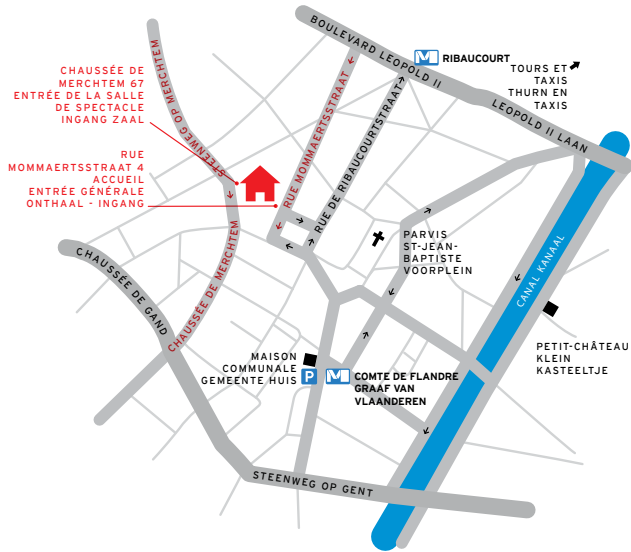 BOULEVARD LEOPOLD II
LEOPOLD II LAAN
RIBAUCOURT
TOURS ET
TAXIS
THURN EN
TAXIS
CHAUSSÉE DE
MERCHTEM 67
ENTRÉE DE LA SALLE
DE SPECTACLE
INGANG ZAAL
RUE
MOMMAERTSSTRAAT 4
ACCUEIL
ENTRÉE GÉNÉRALE
ONTHAAL - INGANG
STEENWEG OP MERCHTEM
RUE MOMMAERTSSTRAAT
RUE DE RIBAUCOURTSTRAAT
PARVIS
ST-JEAN-
BAPTISTE
VOORPLEIN
CANAL KANAAL
CHAUSSÉE DE GAND
CHAUSSÉE DE MERCHTEM
PETIT-CHÂTEAU
KLEIN
KASTEELTJE
MAISON
COMMUNALE
GEMEENTE HUIS
P
COMTE DE FLANDRE
GRAAF VAN
VLAANDEREN
STEENWEG OP GENT